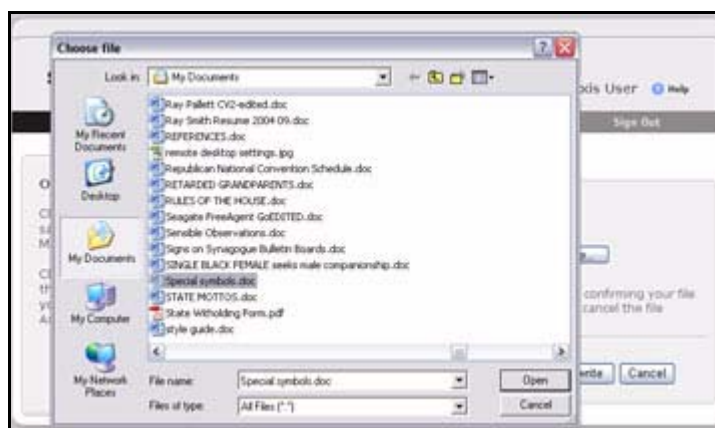 Choose file
Look in: My Documents
User Help
Sign Out
My Recent Documents
Desktop
My Documents
My Computer
My Network Places
Ray Pallett CV2-edited.doc
Ray Smith Resume 2004 09.doc
REFERENCES.doc
remote desktop settings.jpg
Republican National Convention Schedule.doc
RETARDED GRANDPARENTS.doc
RULES OF THE HOUSE.doc
Seagate FreeAgent GoEDITED.doc
Sensible Observations.doc
Signs on Synagogue Bulletin Boards.doc
SINGLE BLACK FEMALE seeks male companionship.doc
Special symbols.doc
STATE MOTTOS.doc
State Witholding Form.pdf
style guide.doc
confirming your file
cancel the file
File name: Special symbols.doc Open
Files of type: All Files (*.*) Cancel
Cancel